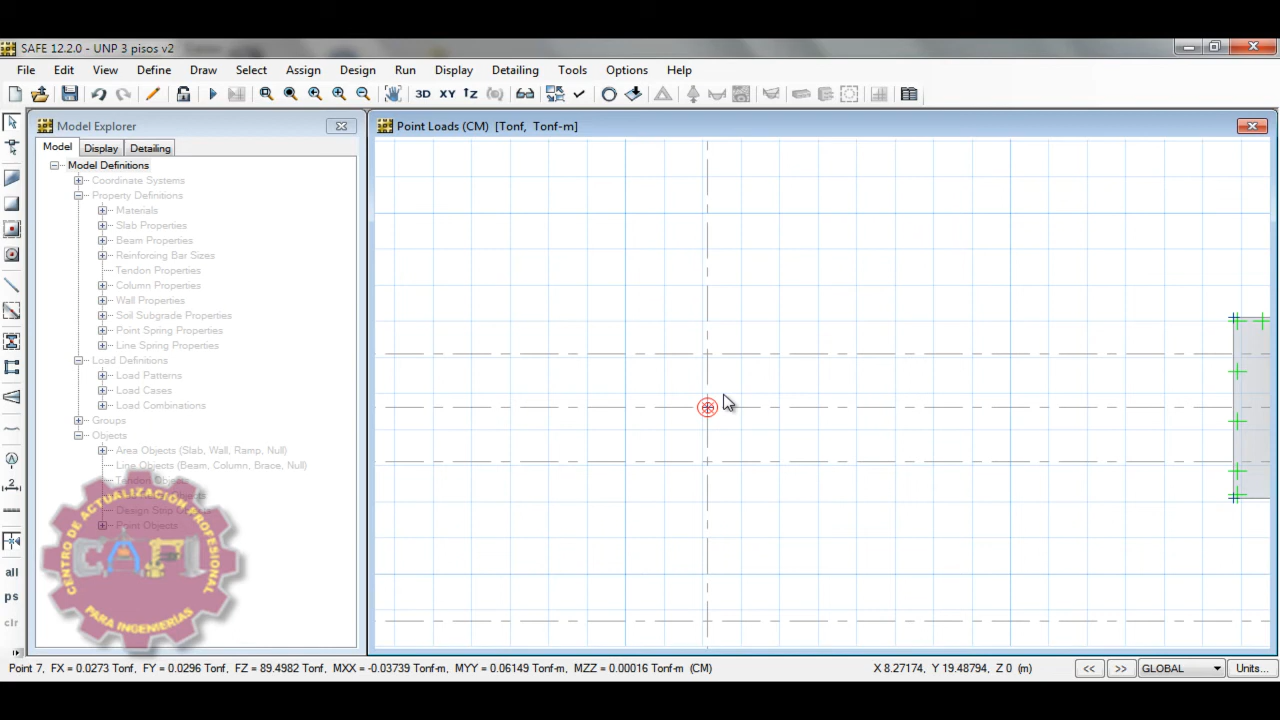 SAFE 12.2.0 - UNP 3 pisos v2
File Edit View Define Draw Select Assign Design Run Display Detailing Tools Options Help
3D XY
Model Explorer
Point Loads (CM) [Tonf, Tonf-m]
Model Display Detailing
Model Definitions
Coordinate Systems
Property Definitions
Materials
Slab Properties
Beam Properties
Reinforcing Bar Sizes
Tendon Properties
Column Properties
Wall Properties
Soil Subgrade Properties
Point Spring Properties
Line Spring Properties
Load Definitions
Load Patterns
Load Cases
Load Combinations
Groups
Objects
Area Objects (Slab, Wall, Ramp, Null)
Line Objects (Beam, Column, Brace, Null)
Design Strip
Point Objects
all
ps
clr
CENTRO DE ACTUALIZACIÓN PROFESIONAL
CAPI
PARA INGENIERÍAS
Point 7, FX = 0.0273 Tonf, FY = 0.0296 Tonf, FZ = 89.4982 Tonf, MXX = -0.03739 Tonf-m, MYY = 0.06149 Tonf-m, MZZ = 0.00016 Tonf-m (CM)
X 8.27174, Y 19.48794, Z 0 (m)
<< >> GLOBAL Units...